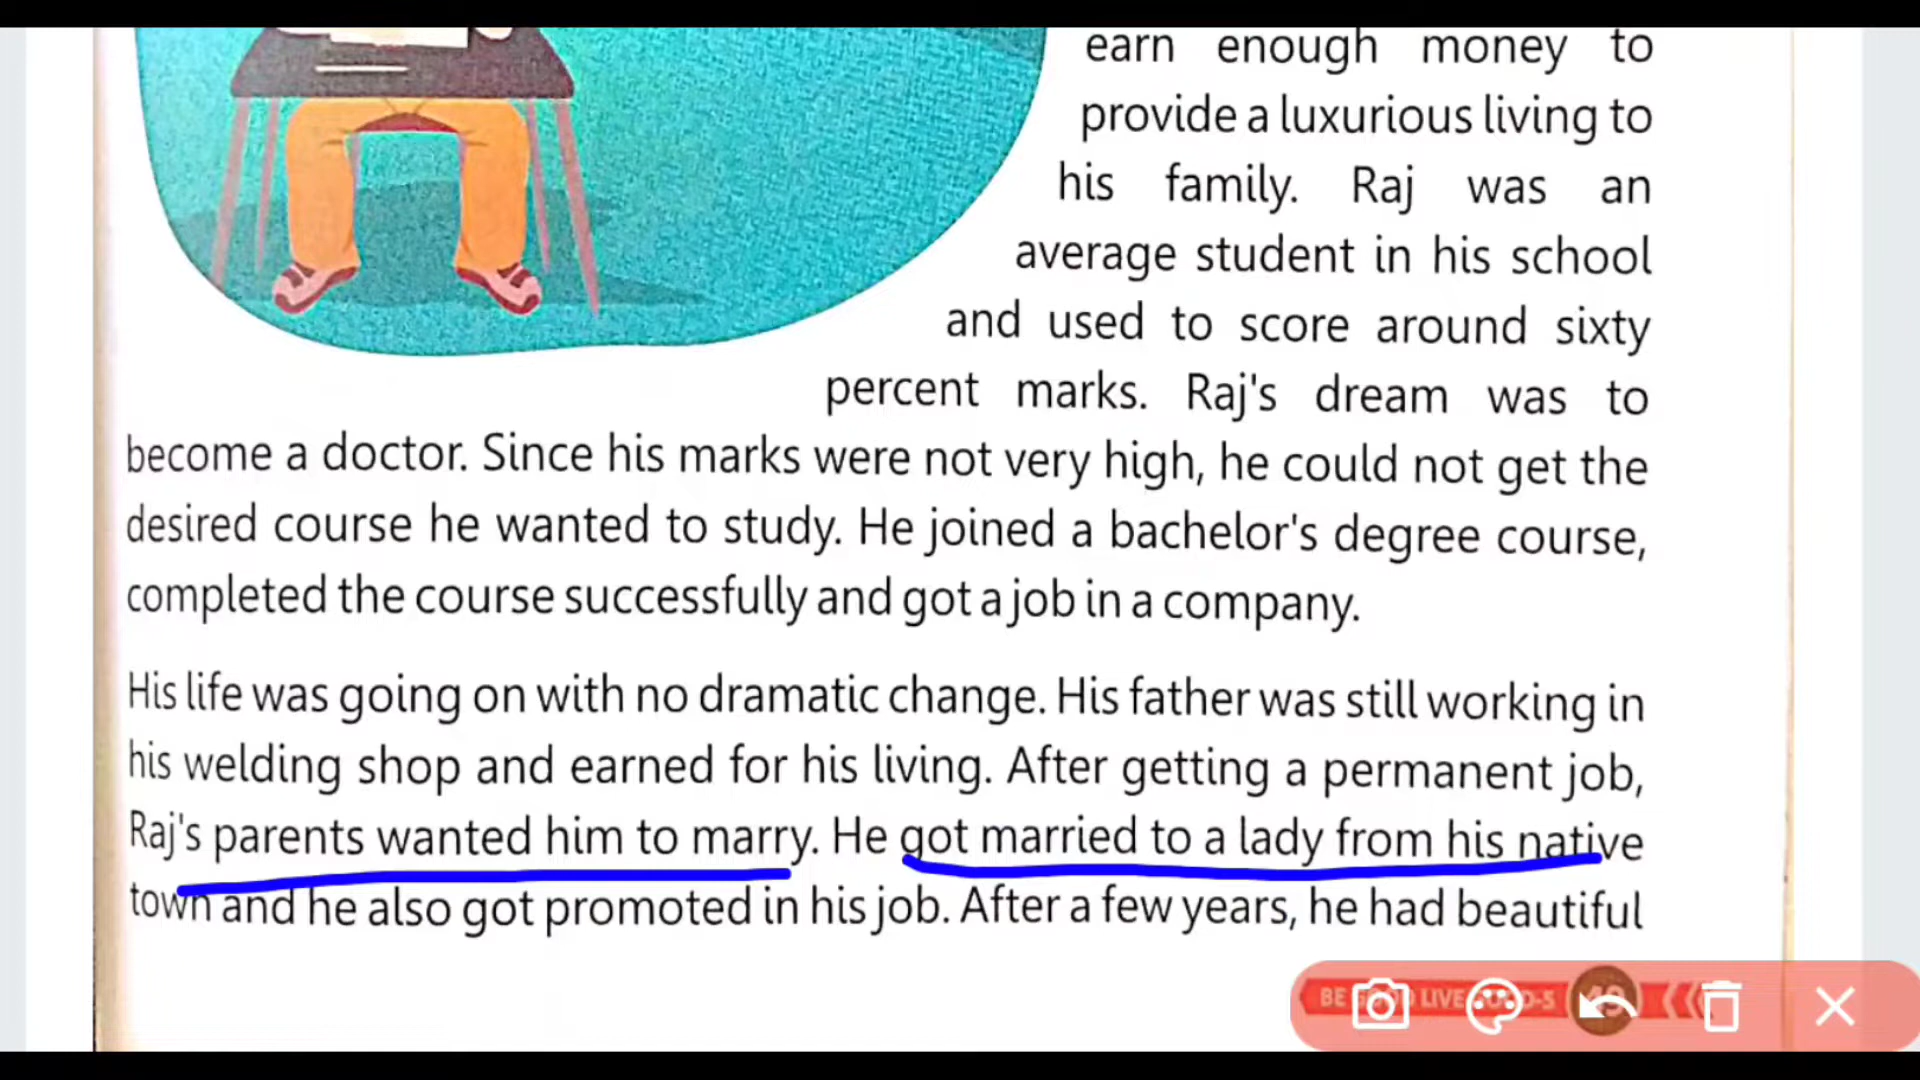 earn enough money to
provide a luxurious living to
his family. Raj was an
average student in his school
and used to score around sixty
percent marks. Raj's dream was to
become a doctor. Since his marks were not very high, he could not get the
desired course he wanted to study. He joined a bachelor's degree course,
completed the course successfully and got a job in a company.
His life was going on with no dramatic change. His father was still working in
his welding shop and earned for his living. After getting a permanent job,
Raj's parents wanted him to marry. He got married to a lady from his native
town and he also got promoted in his job. After a few years, he had beautiful
BE GOOD LIVE